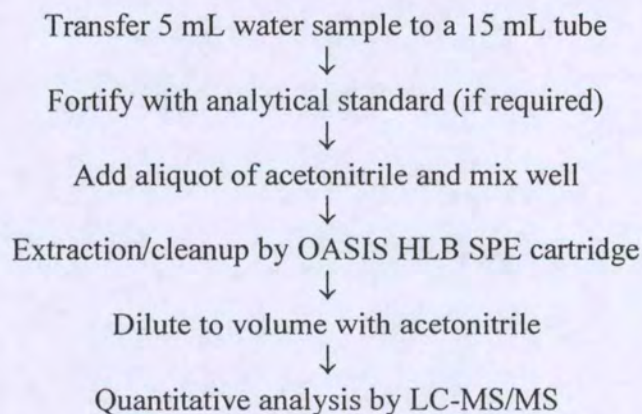 Transfer 5 mL water sample to a 15 mL tube
↓
Fortify with analytical standard (if required)
↓
Add aliquot of acetonitrile and mix well
↓
Extraction/cleanup by OASIS HLB SPE cartridge
↓
Dilute to volume with acetonitrile
↓
Quantitative analysis by LC-MS/MS